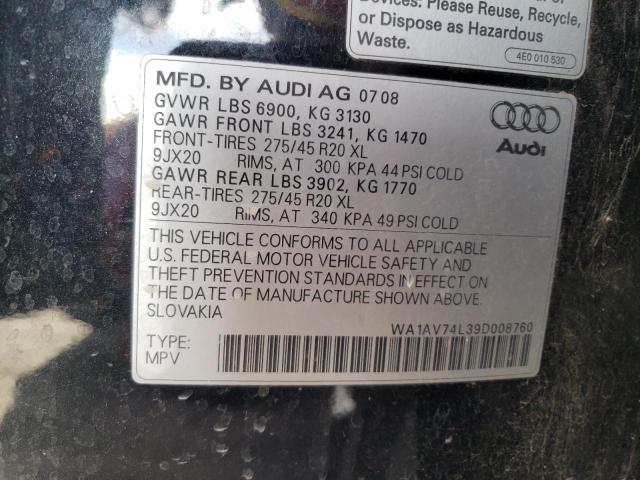 Devices: Please Reuse, Recycle,
or Dispose as Hazardous
Waste.
4E0 010 530
MFD. BY AUDI AG 07 08
GVWR LBS 6900, KG 3130
GAWR FRONT LBS 3241, KG 1470
FRONT-TIRES 275/45 R20 XL
9JX20 RIMS, AT 300 KPA 44 PSI COLD
GAWR REAR LBS 3902, KG 1770
REAR-TIRES 275/45 R20 XL
9JX20 RIMS, AT 340 KPA 49 PSI COLD
Audi
THIS VEHICLE CONFORMS TO ALL APPLICABLE
U.S. FEDERAL MOTOR VEHICLE SAFETY AND
THEFT PREVENTION STANDARDS IN EFFECT ON
THE DATE OF MANUFACTURE SHOWN ABOVE.
SLOVAKIA
WA1AV74L39D008760
TYPE:
MPV